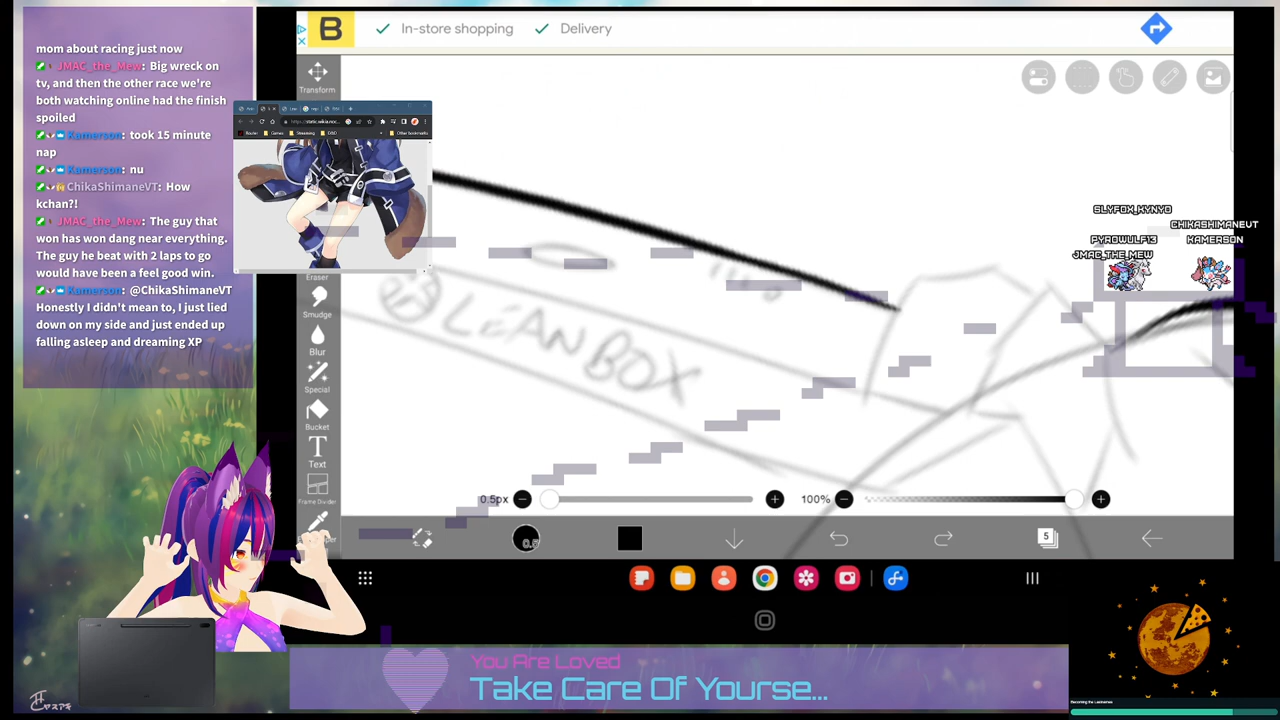 mom about racing just now
JMAC_the_Mew: Big wreck on
tv, and then the other race we're
both watching online had the finish
spoiled
Kamerson: took 15 minute
nap
Kamerson: nu
ChikaShimaneVT: How
kchan?!
JMAC_the_Mew: The guy that
won has won dang near everything.
The guy he beat with 2 laps to go
would have been a feel good win.
Kamerson: @ChikaShimaneVT
Honestly I didn't mean to, I just lied
down on my side and just ended up
falling asleep and dreaming XP
B
In-store shopping
Delivery
Transform
Games
Streaming
Other bookmarks
Eraser
Smudge
Blur
Special
Bucket
Text
Frame Divider
LEANBOX
SLYFOX_KYNYO
CHIKASHIMANEVT
PYROWULF13
KAMERSON
JMAC_THE_MEW
0.5px
100%
5
You Are Loved
Take Care Of Yourse...